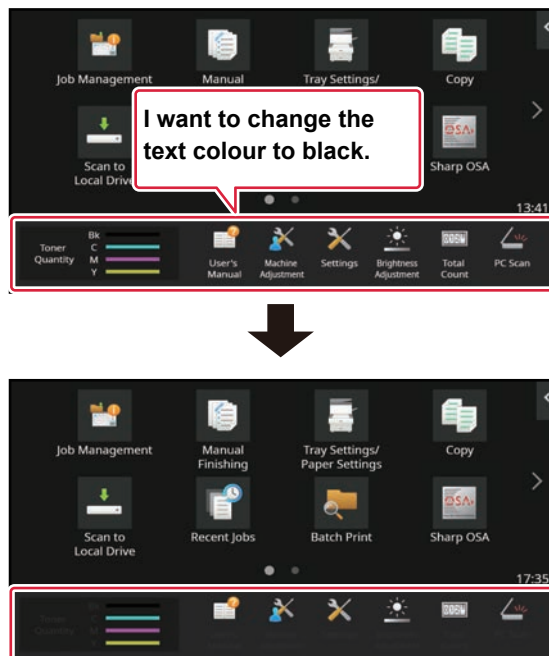 Job Management Manual Tray Settings/ Copy
I want to change the
text colour to black.
Scan to
Local Drive
Sharp OSA
13:41
Toner
Quantity
Bk
C
M
Y
User's
Manual
Machine
Adjustment
Settings
Brightness
Adjustment
Total
Count
PC Scan
Job Management
Manual
Finishing
Tray Settings/
Paper Settings
Copy
Scan to
Local Drive
Recent Jobs
Batch Print
Sharp OSA
17:35
Toner
Quantity
Bk
C
M
Y